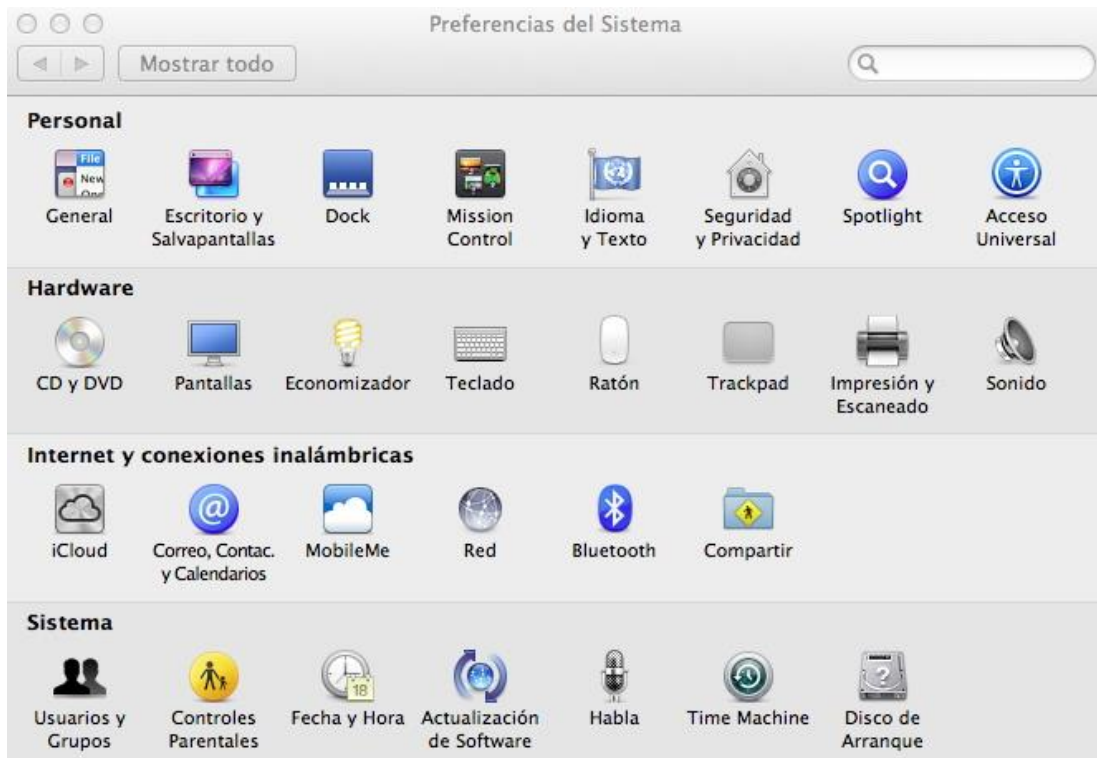 Preferencias del Sistema
Mostrar todo
Personal
File
New
General
Escritorio y
Salvapantallas
Dock
Mission
Control
Idioma
y Texto
Seguridad
y Privacidad
Spotlight
Acceso
Universal
Hardware
CD y DVD
Pantallas
Economizador
Teclado
Ratón
Trackpad
Impresión y
Escaneado
Sonido
Internet y conexiones inalámbricas
@
iCloud
Correo, Contac.
y Calendarios
MobileMe
Red
Bluetooth
Compartir
Sistema
18
?
Usuarios y
Grupos
Controles
Parentales
Fecha y Hora
Actualización
de Software
Habla
Time Machine
Disco de
Arranque